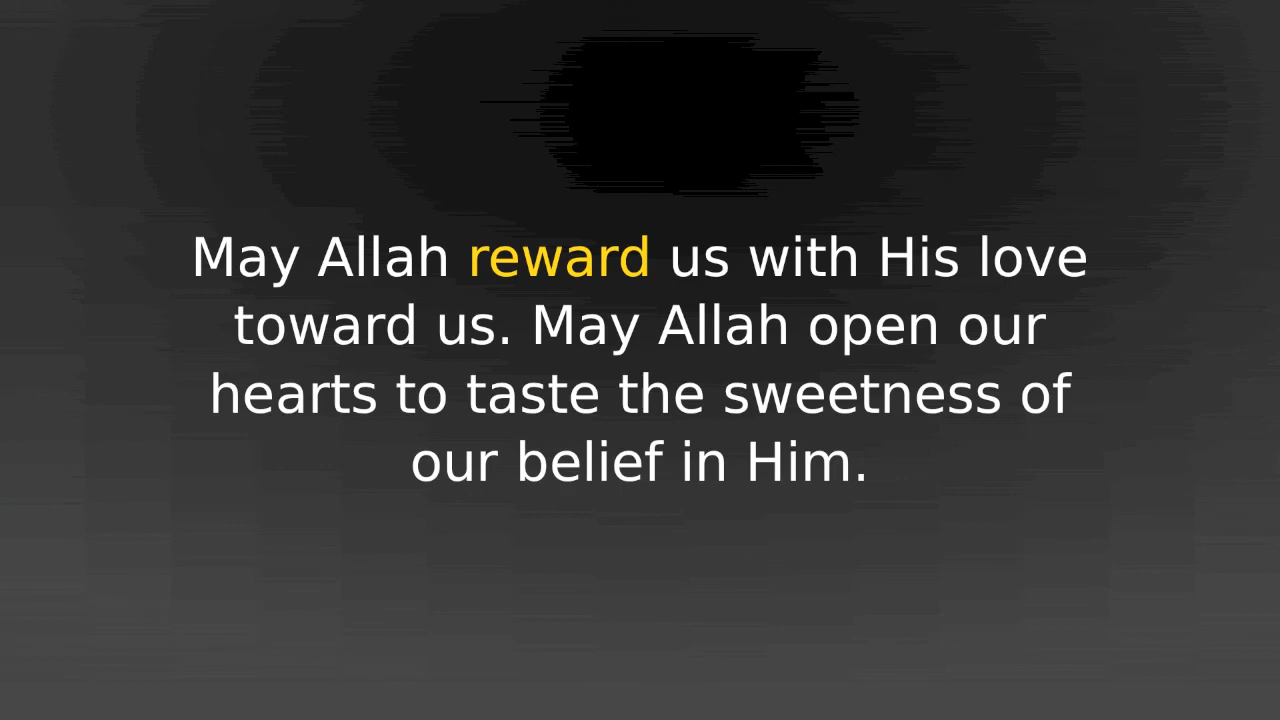 May Allah reward us with His love
toward us. May Allah open our
hearts to taste the sweetness of
our belief in Him.